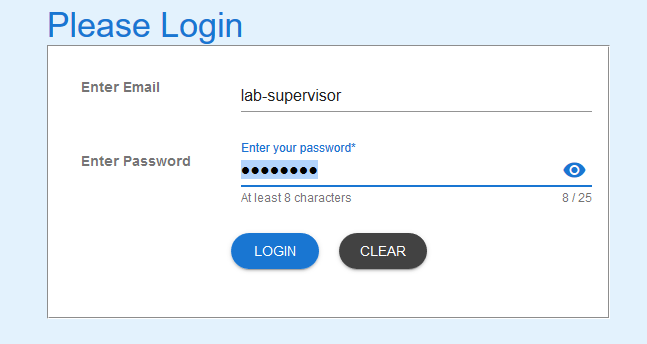 Please Login
Enter Email
lab-supervisor
Enter your password*
Enter Password
••••••••
At least 8 characters 8 / 25
LOGIN CLEAR